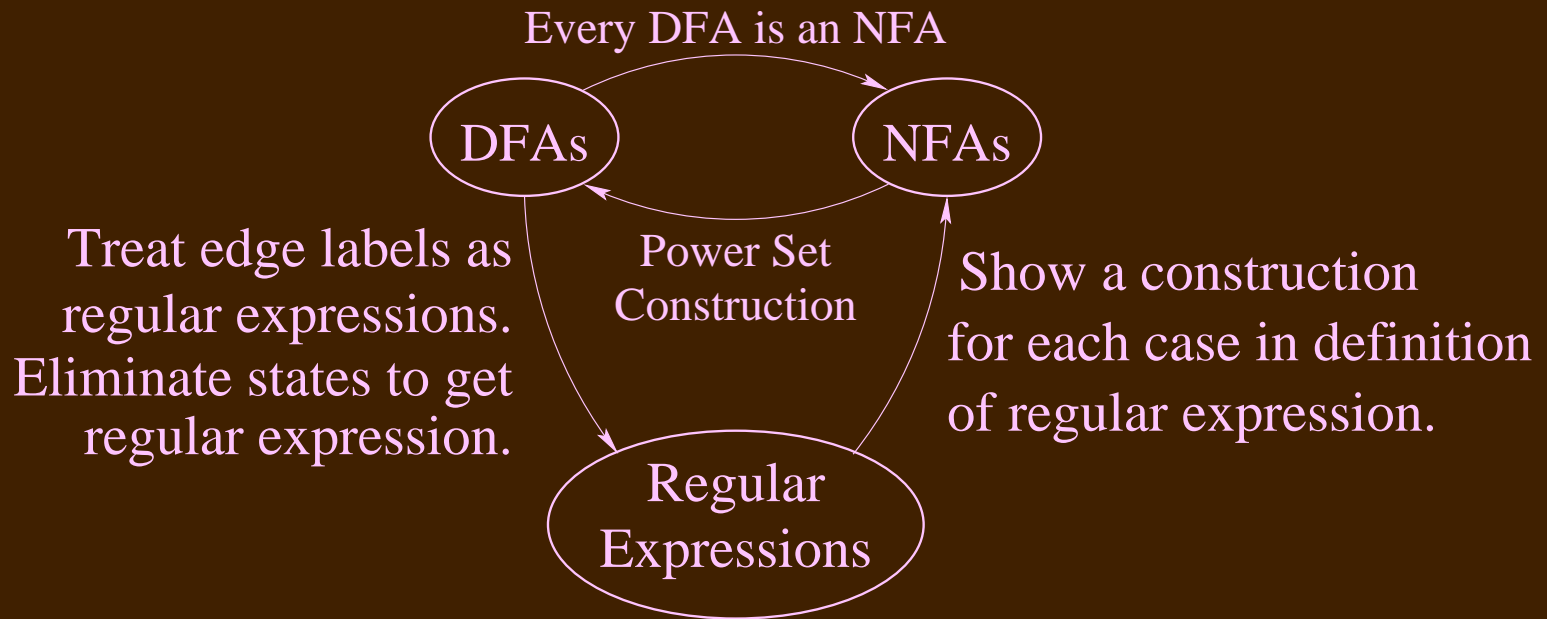 Every DFA is an NFA
DFAs
NFAs
Treat edge labels as
regular expressions.
Eliminate states to get
regular expression.
Power Set
Construction
Show a construction
for each case in definition
of regular expression.
Regular
Expressions